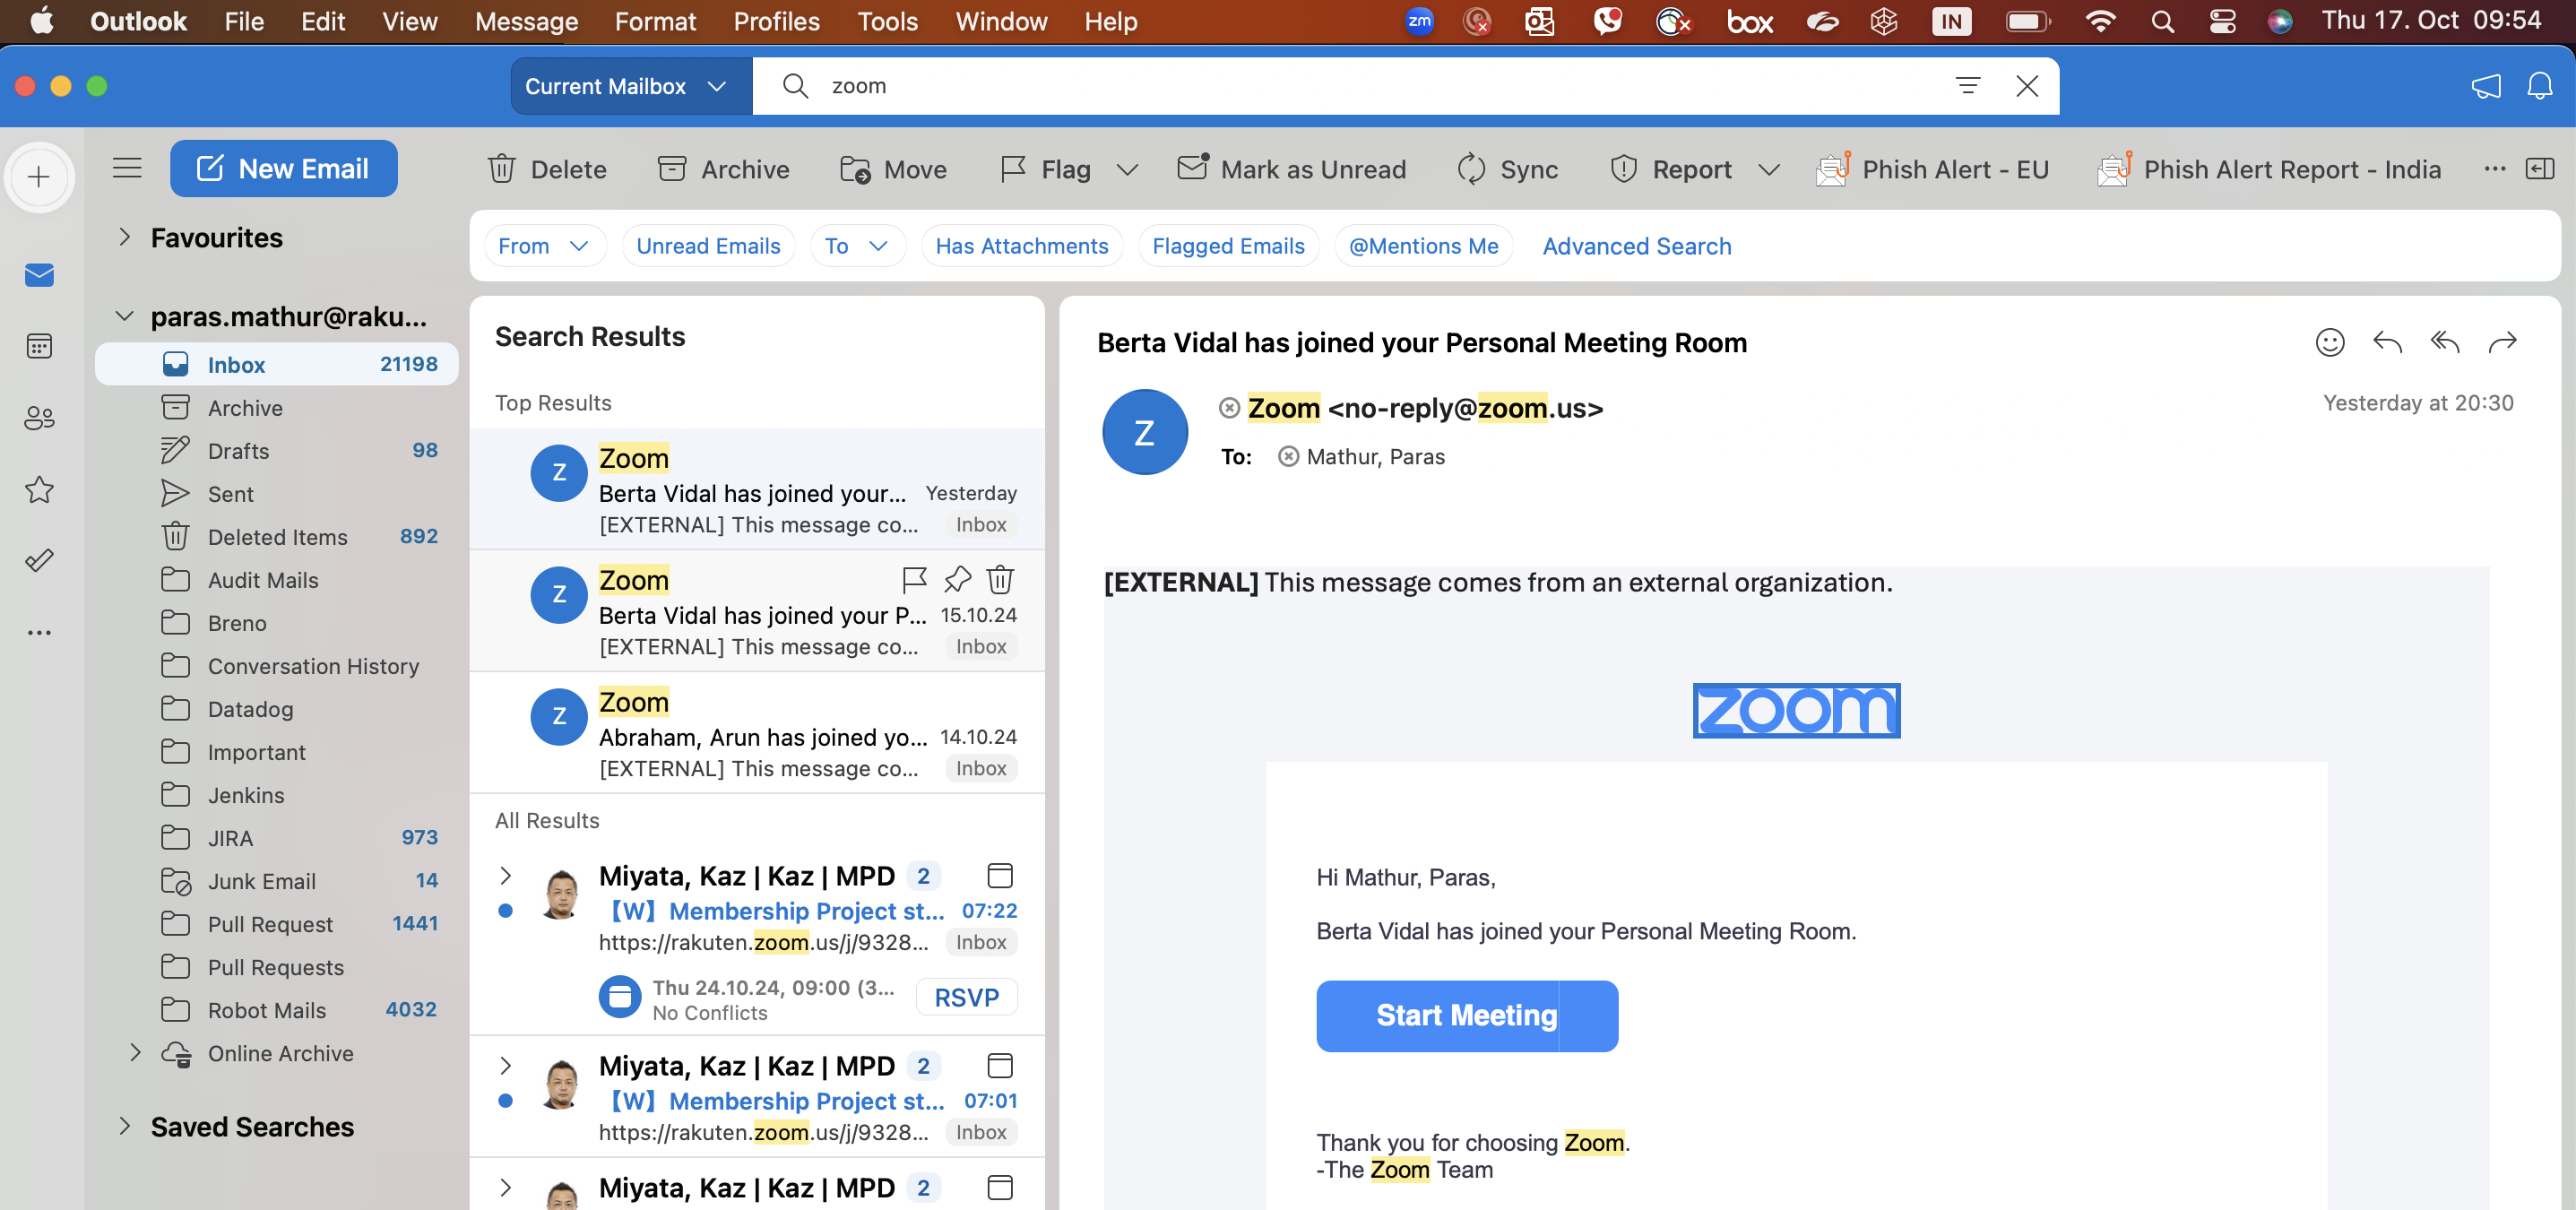 Outlook File Edit View Message Format Profiles Tools Window Help zm box IN Thu 17. Oct 09:54
Current Mailbox zoom
New Email Delete Archive Move Flag Mark as Unread Sync Report Phish Alert - EU Phish Alert Report - India
Favourites
From Unread Emails To Has Attachments Flagged Emails @Mentions Me Advanced Search
paras.mathur@raku...
Inbox 21198
Archive
Drafts 98
Sent
Deleted Items 892
Audit Mails
Breno
Conversation History
Datadog
Important
Jenkins
JIRA 973
Junk Email 14
Pull Request 1441
Pull Requests
Robot Mails 4032
Online Archive
Saved Searches
Search Results
Top Results
Z Zoom
Berta Vidal has joined your... Yesterday
[EXTERNAL] This message co... Inbox
Z Zoom
Berta Vidal has joined your P... 15.10.24
[EXTERNAL] This message co... Inbox
Z Zoom
Abraham, Arun has joined yo... 14.10.24
[EXTERNAL] This message co... Inbox
All Results
Miyata, Kaz | Kaz | MPD 2
【W】Membership Project st... 07:22
https://rakuten.zoom.us/j/9328... Inbox
Thu 24.10.24, 09:00 (3... RSVP
No Conflicts
Miyata, Kaz | Kaz | MPD 2
【W】Membership Project st... 07:01
https://rakuten.zoom.us/j/9328... Inbox
Miyata, Kaz | Kaz | MPD 2
Berta Vidal has joined your Personal Meeting Room
Z Zoom <no-reply@zoom.us> Yesterday at 20:30
To: Mathur, Paras
[EXTERNAL] This message comes from an external organization.
zoom
Hi Mathur, Paras,
Berta Vidal has joined your Personal Meeting Room.
Start Meeting
Thank you for choosing Zoom.
-The Zoom Team